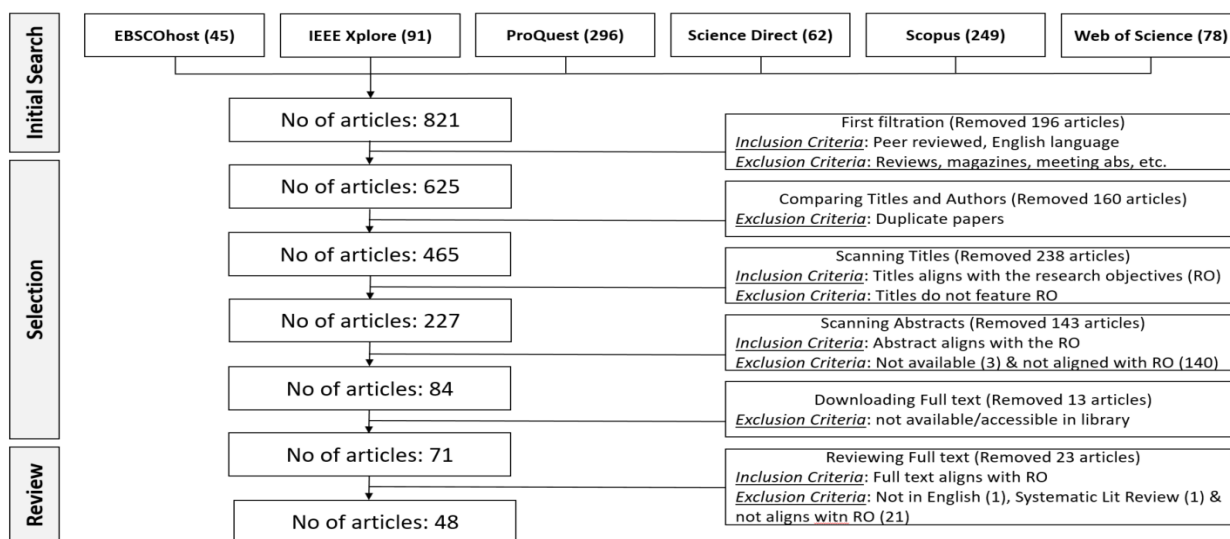 Initial Search
EBSCOhost (45)
IEEE Xplore (91)
ProQuest (296)
Science Direct (62)
Scopus (249)
Web of Science (78)
No of articles: 821
First filtration (Removed 196 articles)
Inclusion Criteria: Peer reviewed, English language
Exclusion Criteria: Reviews, magazines, meeting abs, etc.
Selection
No of articles: 625
Comparing Titles and Authors (Removed 160 articles)
Exclusion Criteria: Duplicate papers
No of articles: 465
Scanning Titles (Removed 238 articles)
Inclusion Criteria: Titles aligns with the research objectives (RO)
Exclusion Criteria: Titles do not feature RO
No of articles: 227
Scanning Abstracts (Removed 143 articles)
Inclusion Criteria: Abstract aligns with the RO
Exclusion Criteria: Not available (3) & not aligned with RO (140)
No of articles: 84
Downloading Full text (Removed 13 articles)
Exclusion Criteria: not available/accessible in library
Review
No of articles: 71
Reviewing Full text (Removed 23 articles)
Inclusion Criteria: Full text aligns with RO
Exclusion Criteria: Not in English (1), Systematic Lit Review (1) &
not aligns witn RO (21)
No of articles: 48